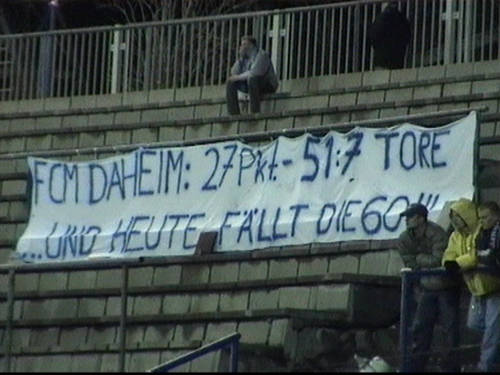 FCM DAHEIM: 27 Pkt.- 51:7 TORE
...UND HEUTE FÄLLT DIE 60!!!